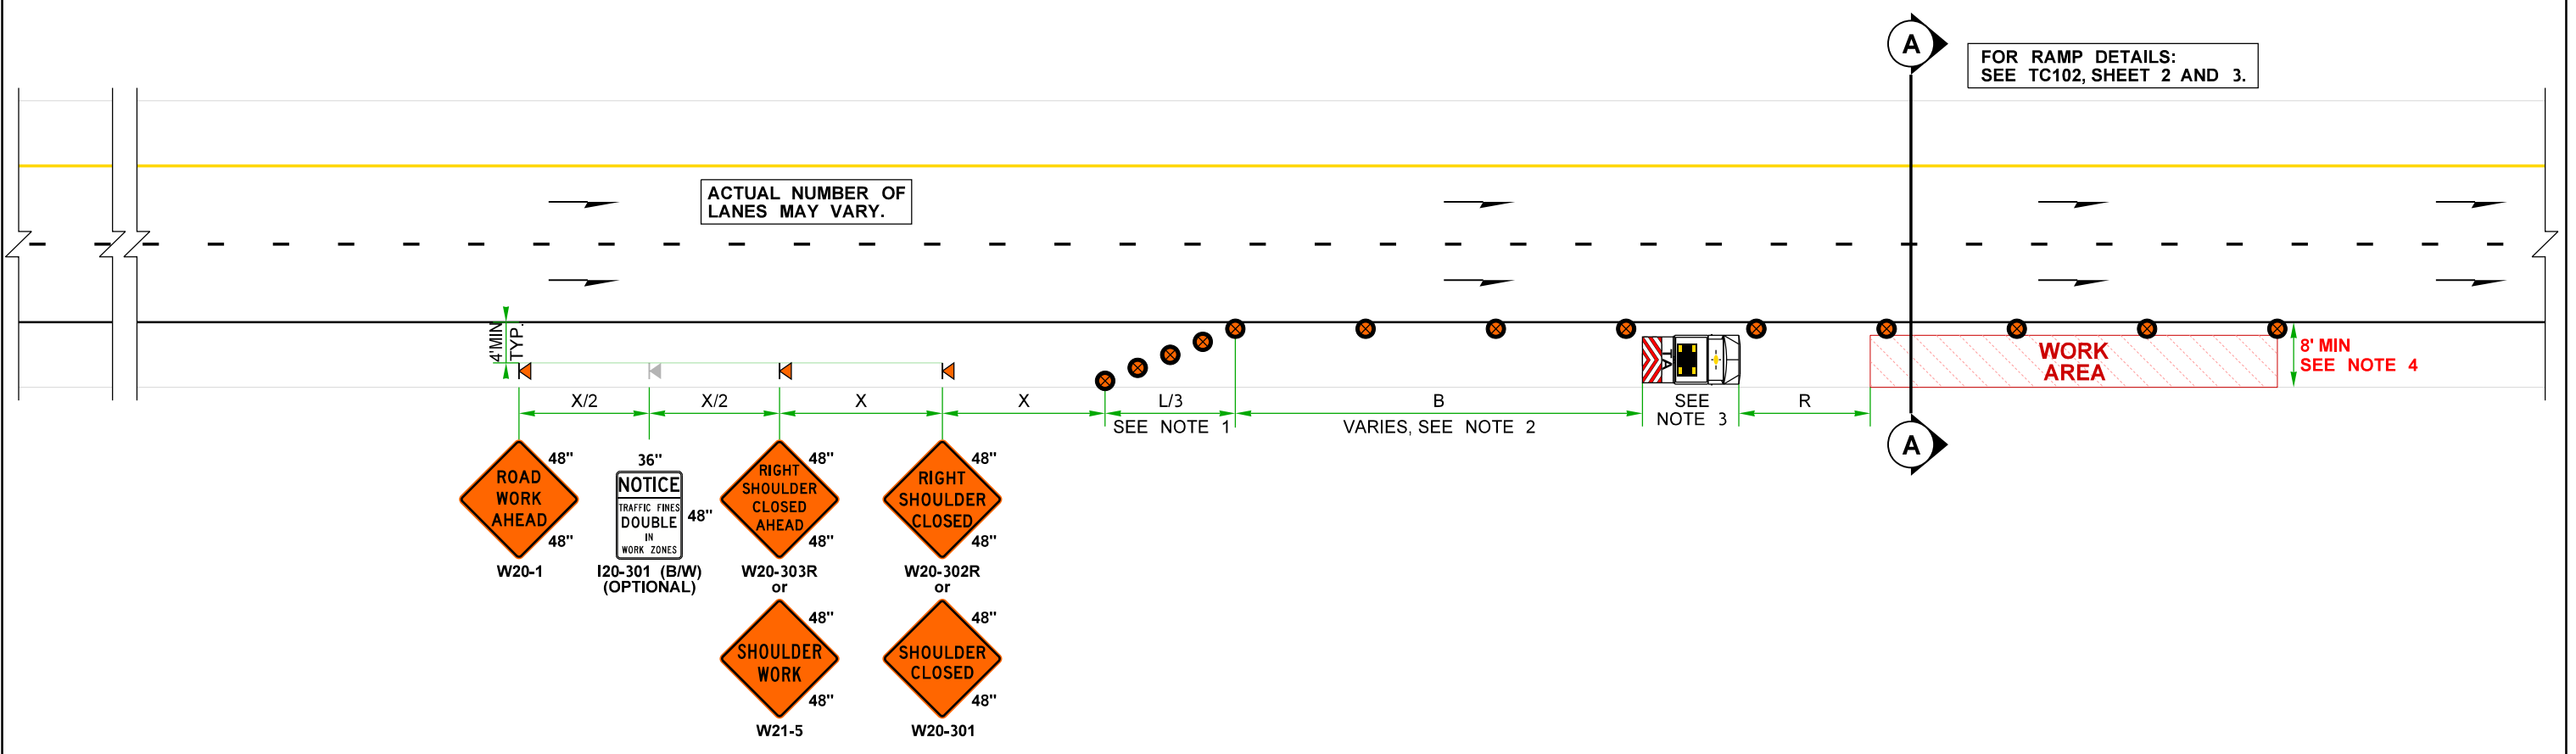 A
FOR RAMP DETAILS:
SEE TC102, SHEET 2 AND 3.
ACTUAL NUMBER OF
LANES MAY VARY.
4'MIN
TYP.
TA
WORK
AREA
8' MIN
SEE NOTE 4
X/2
X/2
X
X
L/3
SEE NOTE 1
B
VARIES, SEE NOTE 2
SEE
NOTE 3
R
A
ROAD
WORK
AHEAD
48"
48"
W20-1
36"
NOTICE
TRAFFIC FINES
DOUBLE
IN
WORK ZONES
48"
I20-301 (B/W)
(OPTIONAL)
RIGHT
SHOULDER
CLOSED
AHEAD
48"
48"
W20-303R
or
SHOULDER
WORK
48"
48"
W21-5
RIGHT
SHOULDER
CLOSED
48"
48"
W20-302R
or
SHOULDER
CLOSED
48"
48"
W20-301